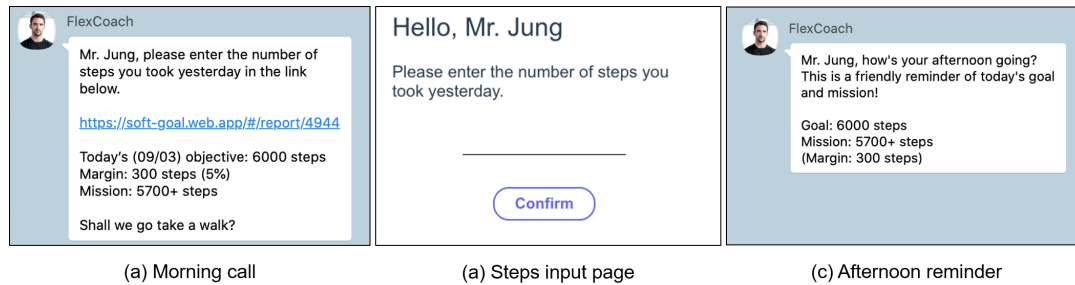 FlexCoach
Mr. Jung, please enter the number of
steps you took yesterday in the link
below.
https://soft-goal.web.app/#/report/4944
Today's (09/03) objective: 6000 steps
Margin: 300 steps (5%)
Mission: 5700+ steps
Shall we go take a walk?
(a) Morning call
Hello, Mr. Jung
Please enter the number of steps you
took yesterday.
Confirm
(a) Steps input page
FlexCoach
Mr. Jung, how's your afternoon going?
This is a friendly reminder of today's goal
and mission!
Goal: 6000 steps
Mission: 5700+ steps
(Margin: 300 steps)
(c) Afternoon reminder